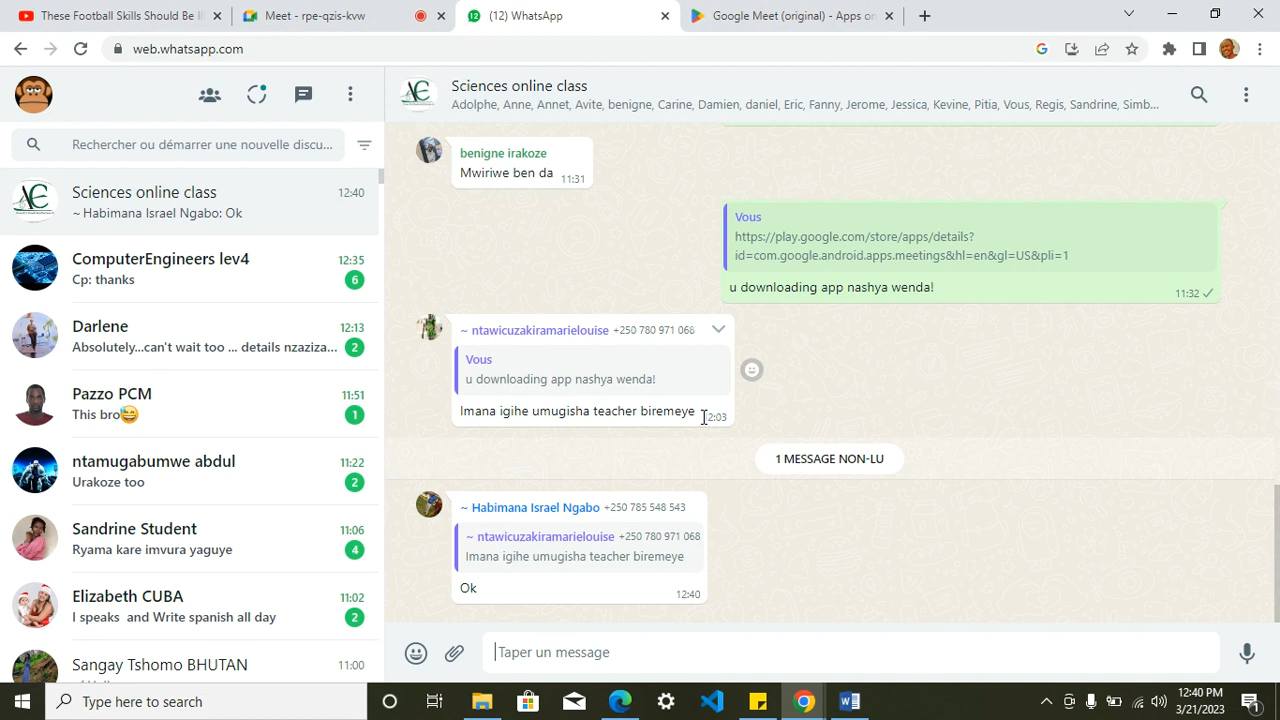 These Football Skills Should Be il
Meet - rpe-qzis-kvw
(12) WhatsApp
Google Meet (original) - Apps on
web.whatsapp.com
Sciences online class
Adolphe, Anne, Annet, Avite, benigne, Carine, Damien, daniel, Eric, Fanny, Jerome, Jessica, Kevine, Pitia, Vous, Regis, Sandrine, Simb...
Rechercher ou démarrer une nouvelle discu...
Sciences online class
12:40
~ Habimana Israel Ngabo: Ok
ComputerEngineers lev4
12:35
Cp: thanks
6
Darlene
12:13
Absolutely...can't wait too ... details nzaziza...
2
Pazzo PCM
11:51
This bro😅
1
ntamugabumwe abdul
11:22
Urakoze too
2
Sandrine Student
11:06
Ryama kare imvura yaguye
4
Elizabeth CUBA
11:02
I speaks and Write spanish all day
2
Sangay Tshomo BHUTAN
11:00
benigne irakoze
Mwiriwe ben da
11:31
Vous
https://play.google.com/store/apps/details?
id=com.google.android.apps.meetings&hl=en&gl=US&pli=1
u downloading app nashya wenda!
11:32
~ ntawicuzakiramarielouise +250 780 971 068
Vous
u downloading app nashya wenda!
Imana igihe umugisha teacher biremeye
12:03
1 MESSAGE NON-LU
~ Habimana Israel Ngabo +250 785 548 543
~ ntawicuzakiramarielouise +250 780 971 068
Imana igihe umugisha teacher biremeye
Ok
12:40
Taper un message
Type here to search
12:40 PM
3/21/2023
1